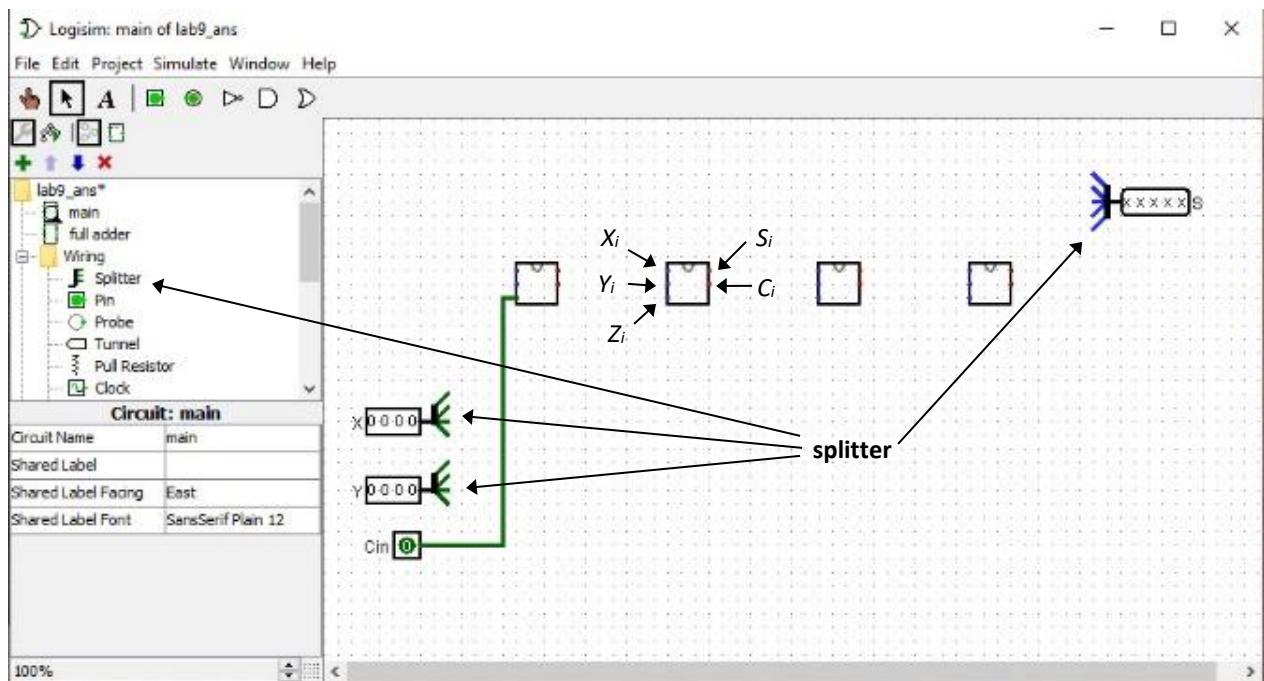 Logisim: main of lab9_ans
File Edit Project Simulate Window Help
A
lab9_ans*
main
full adder
Wiring
Splitter
Pin
Probe
Tunnel
Pull Resistor
Clock
Circuit: main
Circuit Name main
Shared Label
Shared Label Facing East
Shared Label Font SansSerif Plain 12
100%
Xi
Yi
Zi
Si
Ci
x x x x x S
X 0 0 0 0
Y 0 0 0 0
Cin 0
splitter